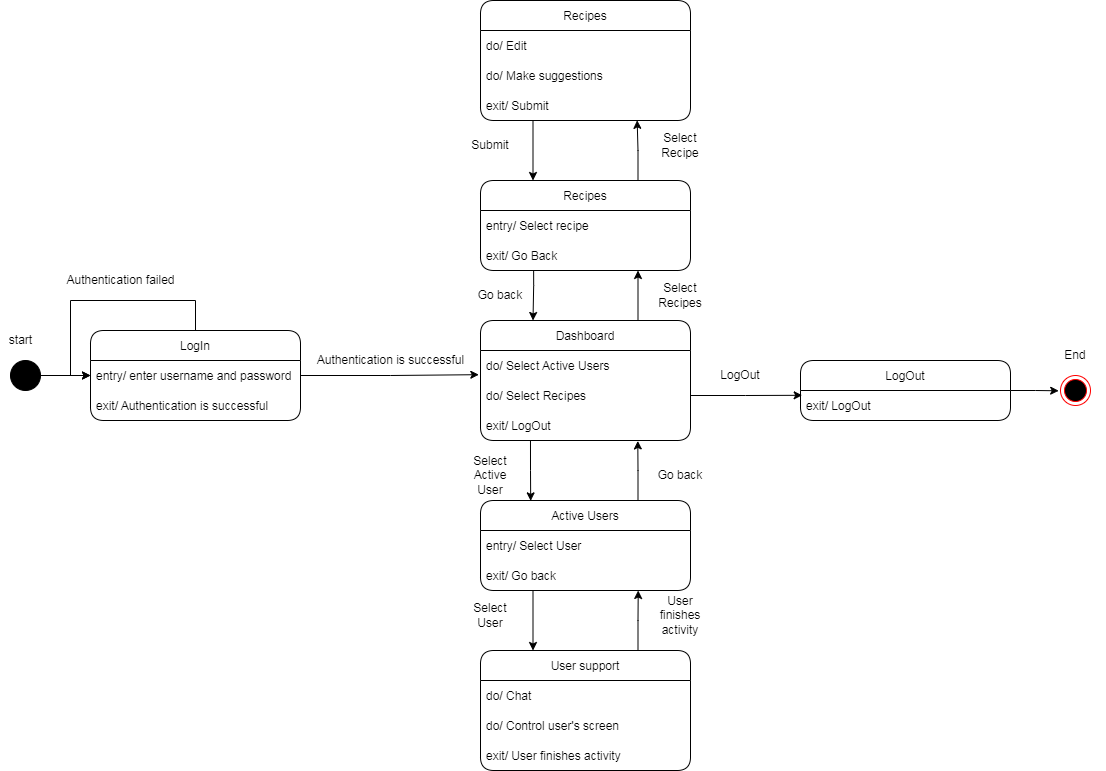 Recipes
do/ Edit
do/ Make suggestions
exit/ Submit
Submit
Select
Recipe
Recipes
entry/ Select recipe
exit/ Go Back
Go back
Select
Recipes
Authentication failed
start
LogIn
entry/ enter username and password
exit/ Authentication is successful
Authentication is successful
Dashboard
do/ Select Active Users
do/ Select Recipes
exit/ LogOut
LogOut
LogOut
exit/ LogOut
End
Select
Active
User
Go back
Active Users
entry/ Select User
exit/ Go back
Select
User
User
finishes
activity
User support
do/ Chat
do/ Control user's screen
exit/ User finishes activity